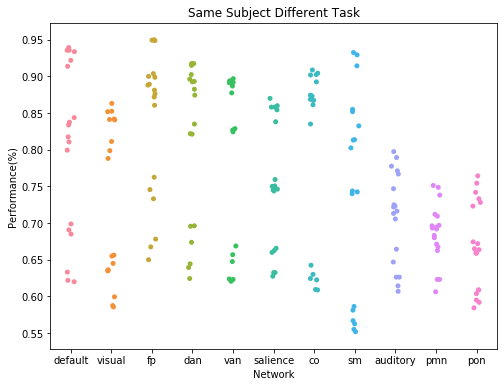 Same Subject Different Task
Performance(%)
0.95
0.90
0.85
0.80
0.75
0.70
0.65
0.60
0.55
default visual fp dan van salience co sm auditory pmn pon
Network